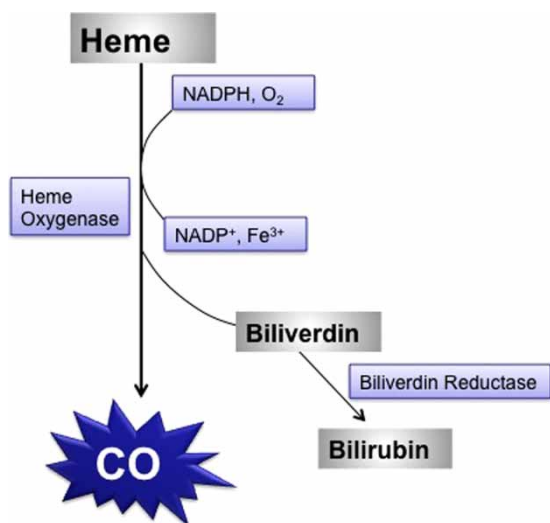 Heme
NADPH, O₂
Heme
Oxygenase
NADP⁺, Fe³⁺
Biliverdin
Biliverdin Reductase
Bilirubin
CO